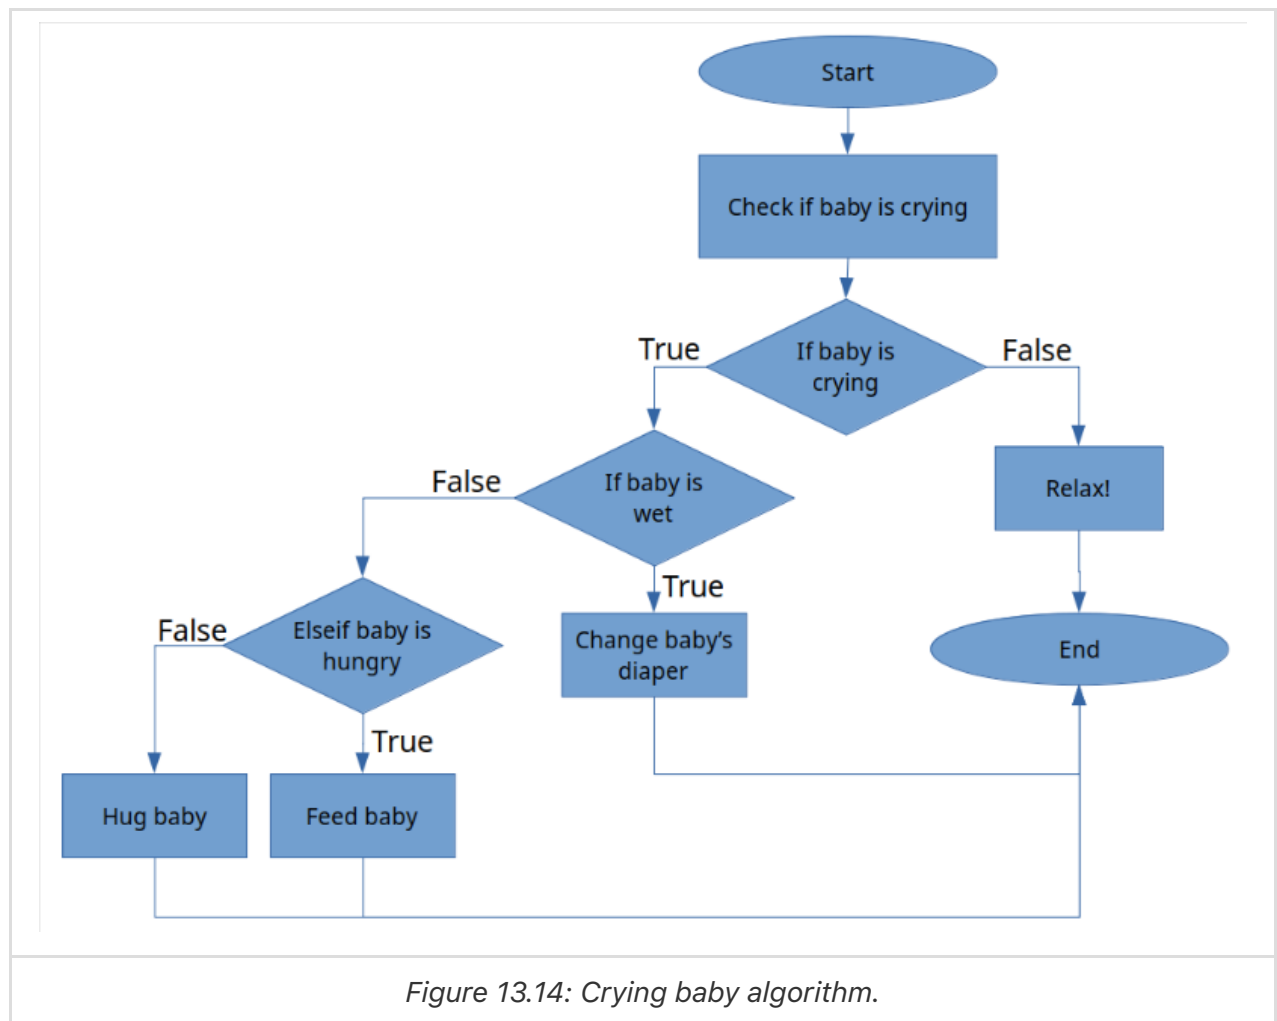 Start
Check if baby is crying
True
If baby is
crying
False
False
If baby is
wet
Relax!
True
False
Elseif baby is
hungry
Change baby’s
diaper
End
True
Hug baby
Feed baby
Figure 13.14: Crying baby algorithm.